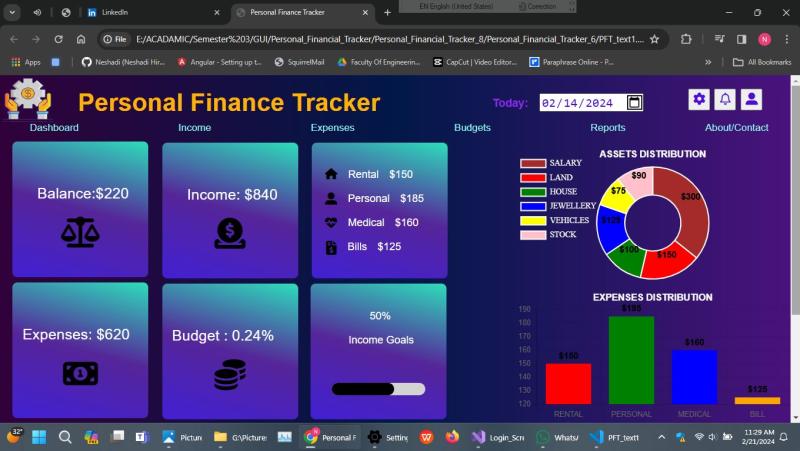 EN English (United States) Correction
LinkedIn
Personal Finance Tracker
File E:/ACADAMIC/Semester%203/GUI/Personal_Financial_Tracker/Personal_Financial_Tracker_8/Personal_Financial_Tracker_6/PFT_text1....
N
Apps
Neshadi (Neshadi Hir...
Angular - Setting up t...
SquirrelMail
Faculty Of Engineerin...
CapCut | Video Editor...
Paraphrase Online - P...
All Bookmarks
Personal Finance Tracker
Today: 02/14/2024
Dashboard Income Expenses Budgets Reports About/Contact
Balance:$220
Income: $840
Rental $150
Personal $185
Medical $160
Bills $125
Expenses: $620
Budget : 0.24%
50%
Income Goals
ASSETS DISTRIBUTION
SALARY
LAND
HOUSE
JEWELLERY
VEHICLES
STOCK
$90
$75
$300
$125
$100
$150
EXPENSES DISTRIBUTION
190
180
170
160
150
140
130
120
$150
$185
$160
$125
RENTAL PERSONAL MEDICAL BILL
32°
Picture
G:\Picture
Personal F
Setting
Login_Scre
WhatsA
PFT_text1
11:29 AM
2/21/2024